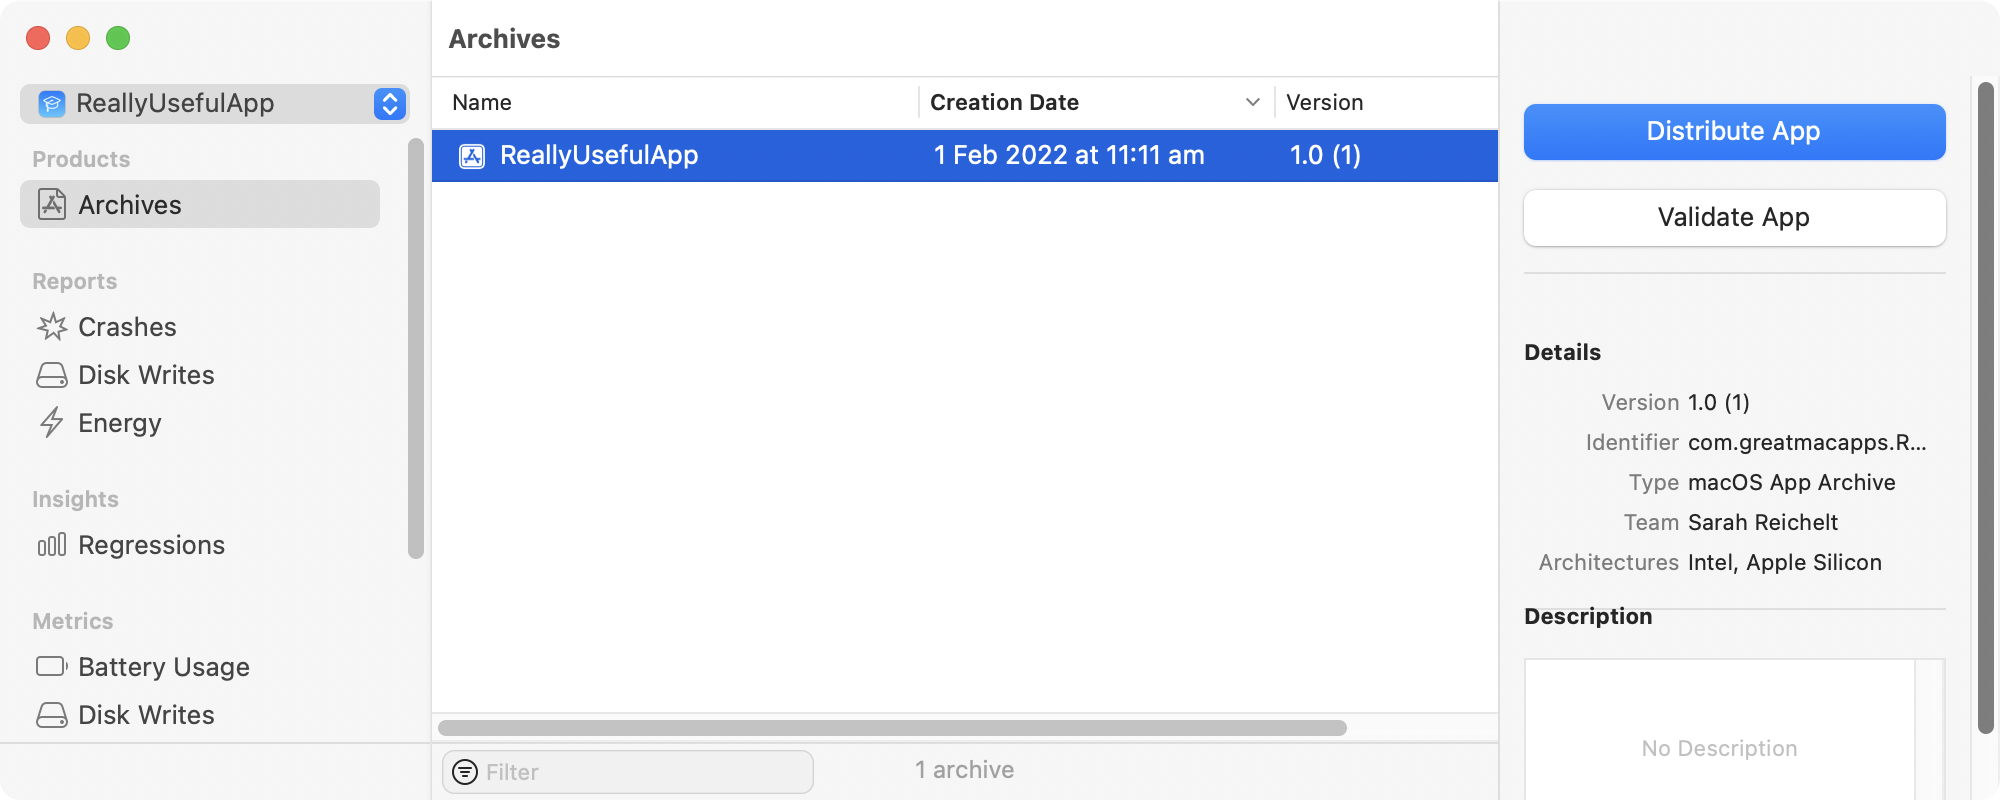 ReallyUsefulApp
Products
Archives
Reports
Crashes
Disk Writes
Energy
Insights
Regressions
Metrics
Battery Usage
Disk Writes
Archives
Name Creation Date Version
ReallyUsefulApp 1 Feb 2022 at 11:11 am 1.0 (1)
Filter 1 archive
Distribute App
Validate App
Details
Version 1.0 (1)
Identifier com.greatmacapps.R...
Type macOS App Archive
Team Sarah Reichelt
Architectures Intel, Apple Silicon
Description
No Description